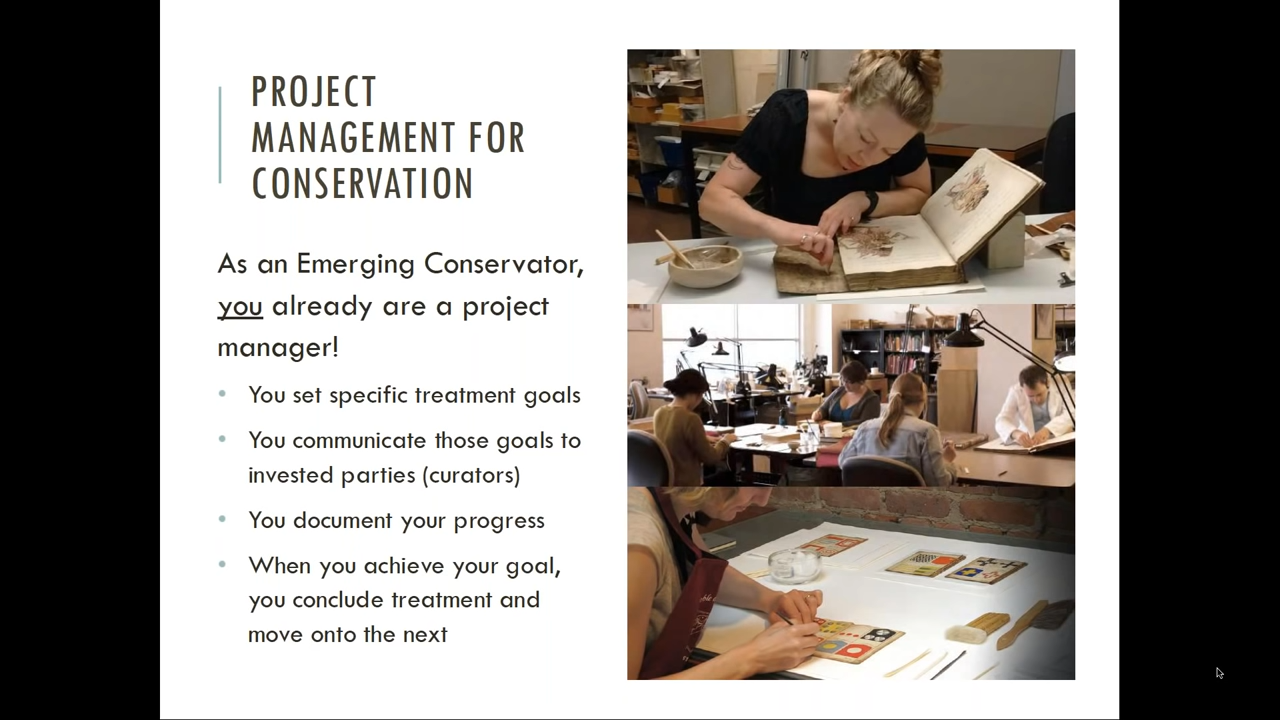 PROJECT
MANAGEMENT FOR
CONSERVATION
As an Emerging Conservator,
you already are a project
manager!
• You set specific treatment goals
• You communicate those goals to
invested parties (curators)
• You document your progress
• When you achieve your goal,
you conclude treatment and
move onto the next